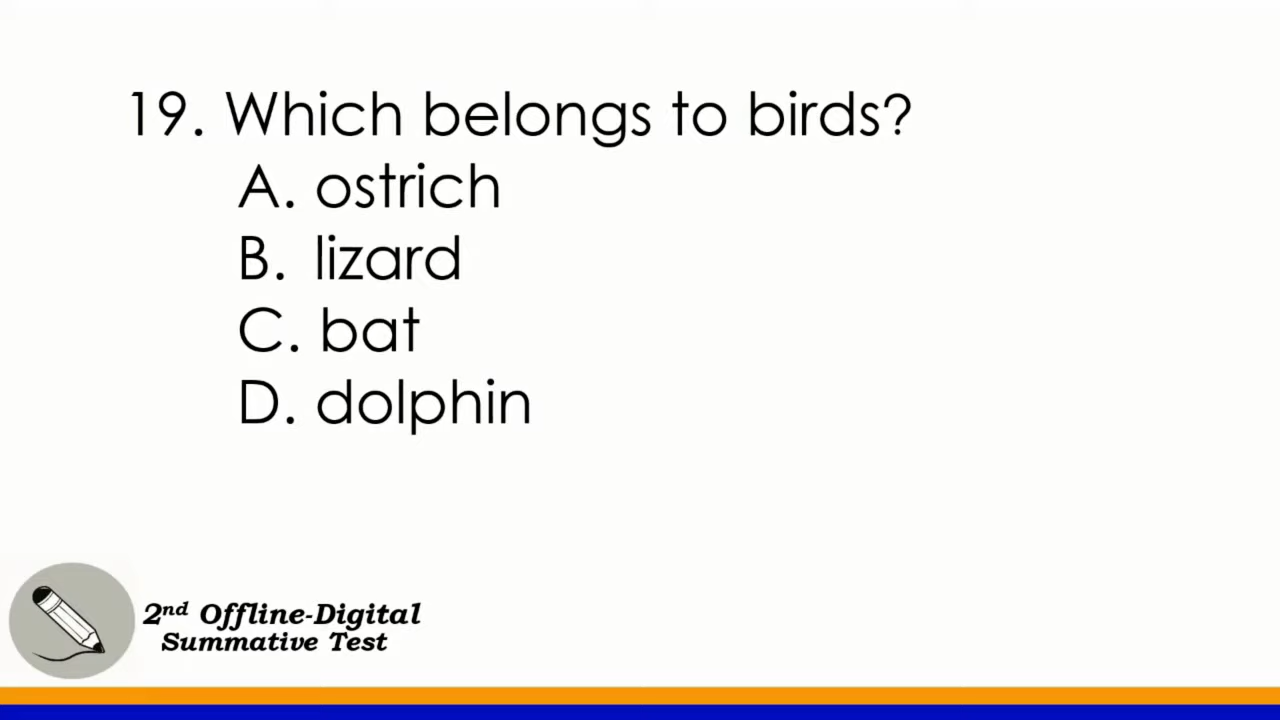 19. Which belongs to birds?
A. ostrich
B. lizard
C. bat
D. dolphin
2nd Offline-Digital
Summative Test